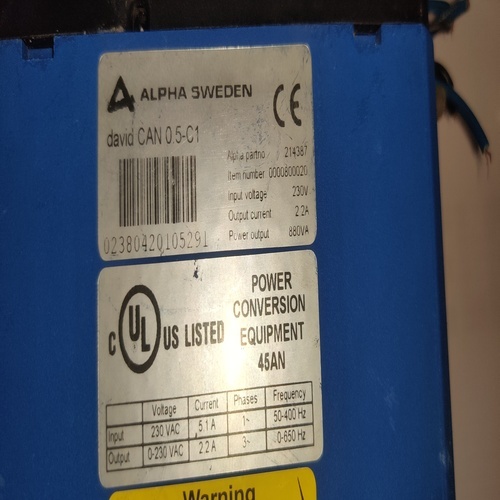 ALPHA SWEDEN
CE
david CAN 0.5-C1
Alpha partno 214387
Item number 0000800020
Input voltage 230V
Output current 2.2A
Power output 880VA
02380420105291
C UL US LISTED
POWER
CONVERSION
EQUIPMENT
45AN
Voltage Current Phases Frequency
Input 230 VAC 5.1 A 1~ 50-400 Hz
Output 0-230 VAC 2.2 A 3~ 0-650 Hz
Warning